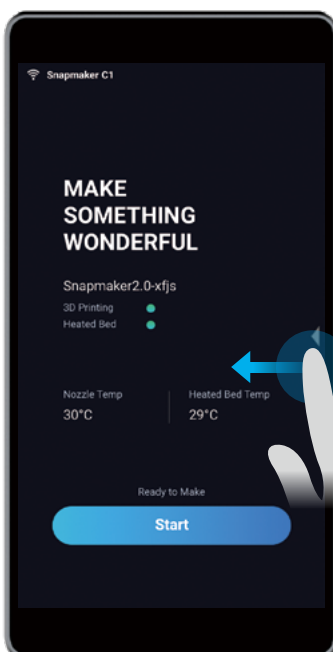 Snapmaker C1
MAKE
SOMETHING
WONDERFUL
Snapmaker2.0-xfjs
3D Printing
Heated Bed
Nozzle Temp
Heated Bed Temp
30°C
29°C
Ready to Make
Start